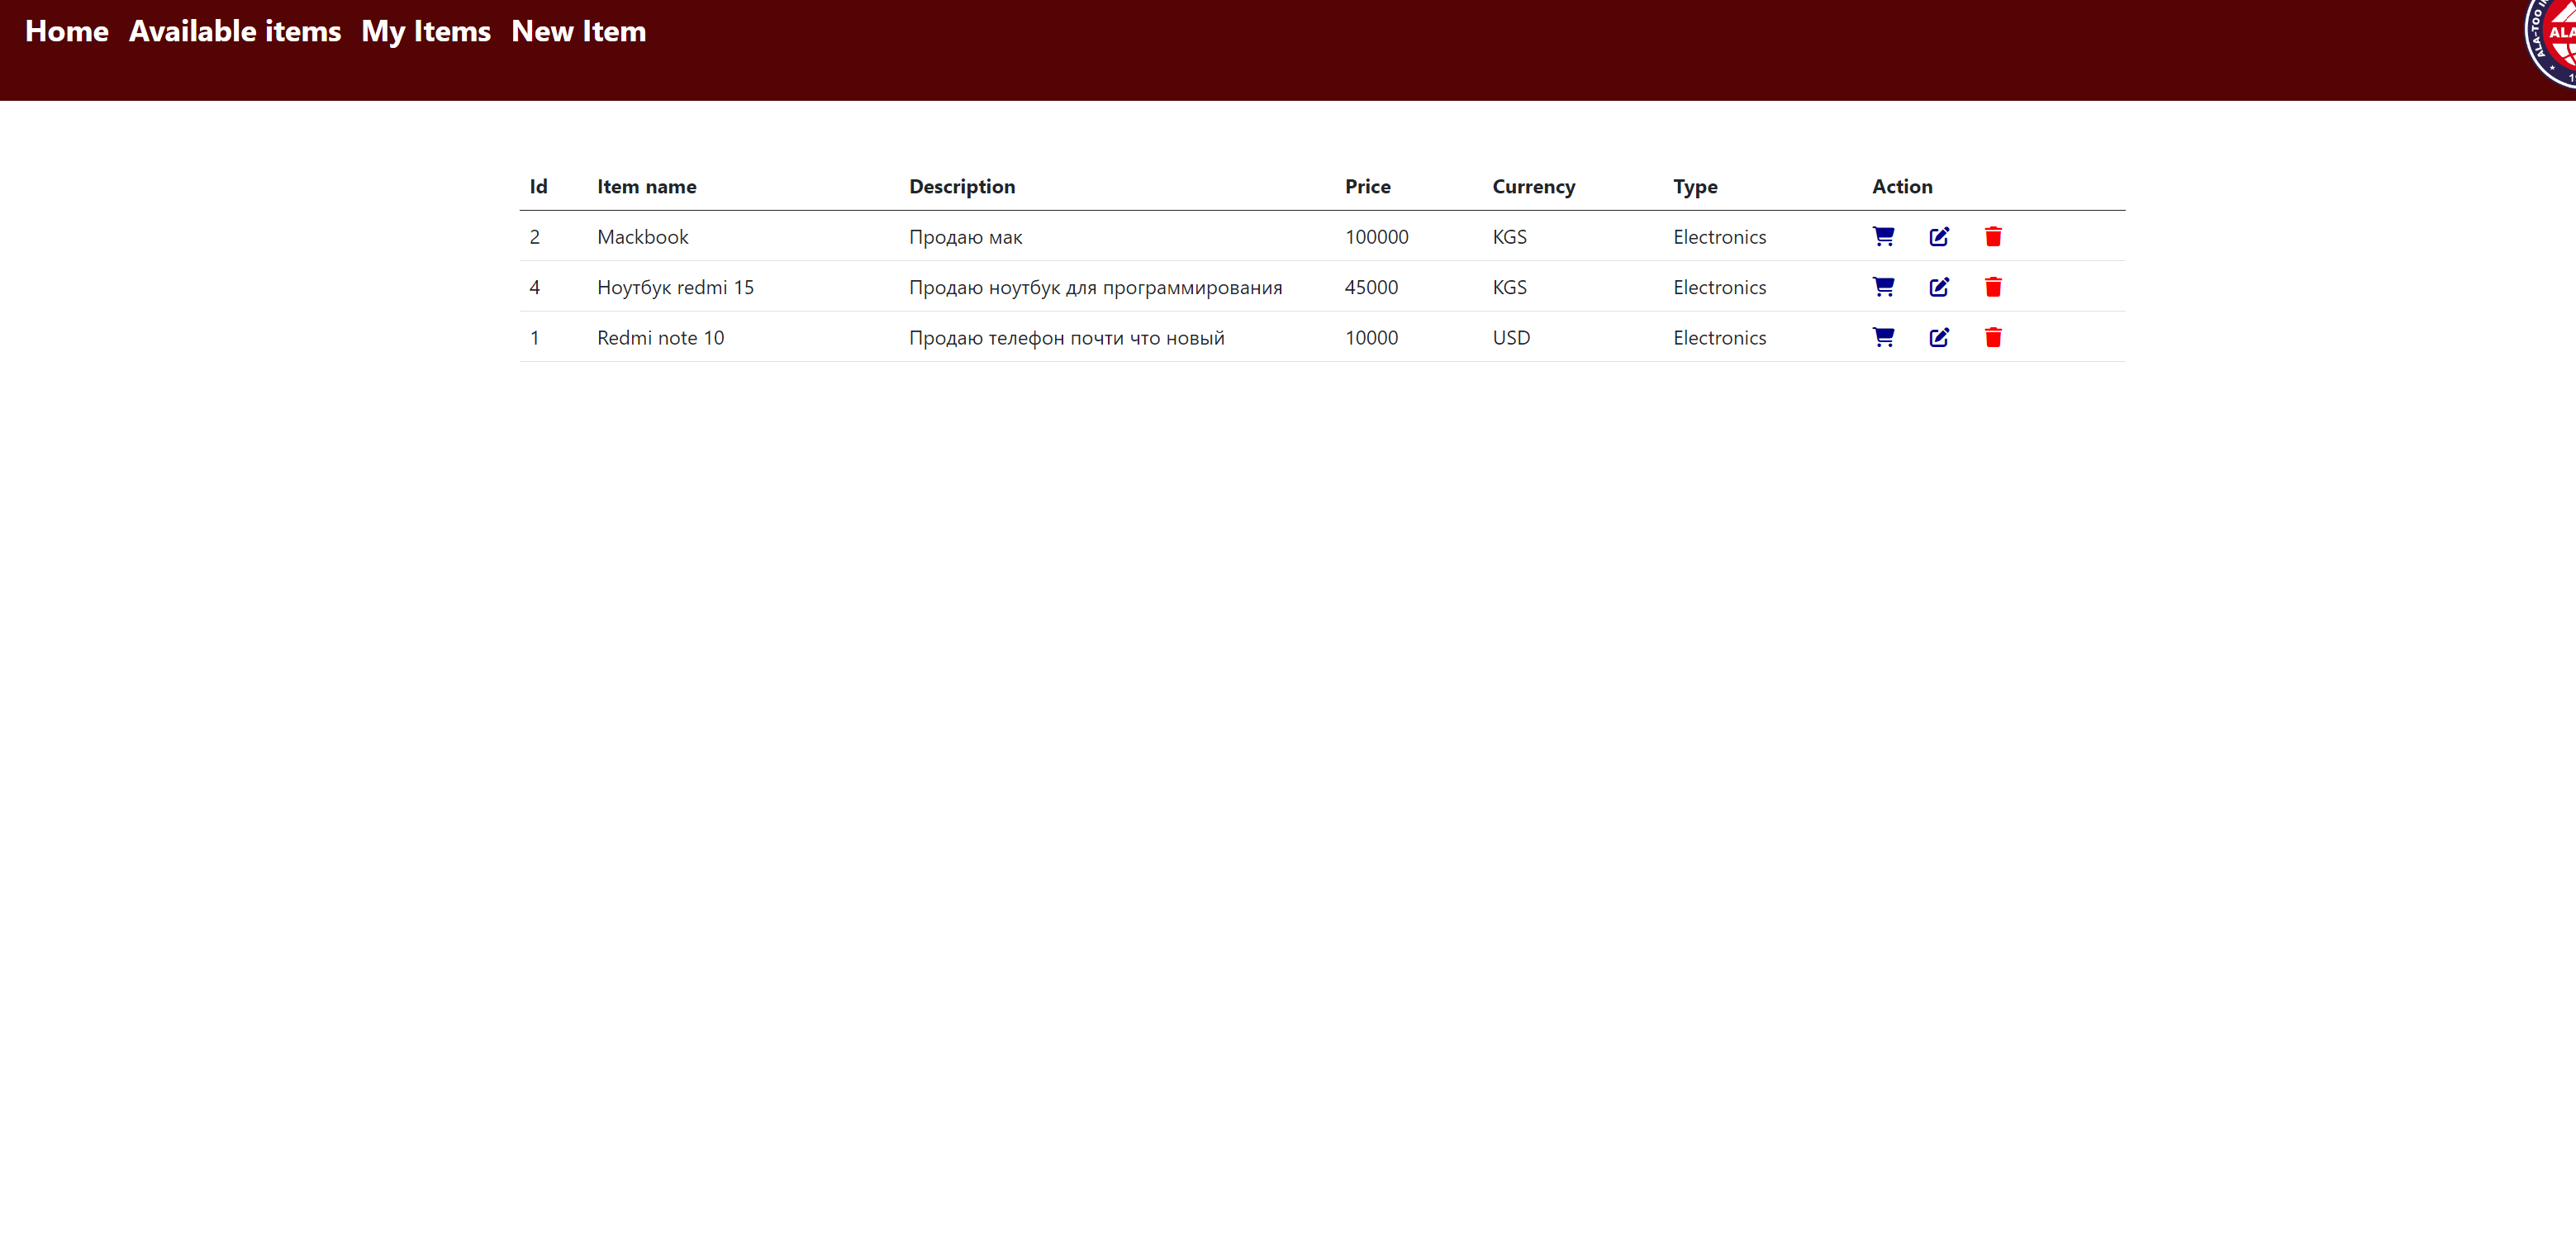 Home Available items My Items New Item
ALA-TOO
Id Item name Description Price Currency Type Action
2 Mackbook Продаю мак 100000 KGS Electronics
4 Ноутбук redmi 15 Продаю ноутбук для программирования 45000 KGS Electronics
1 Redmi note 10 Продаю телефон почти что новый 10000 USD Electronics